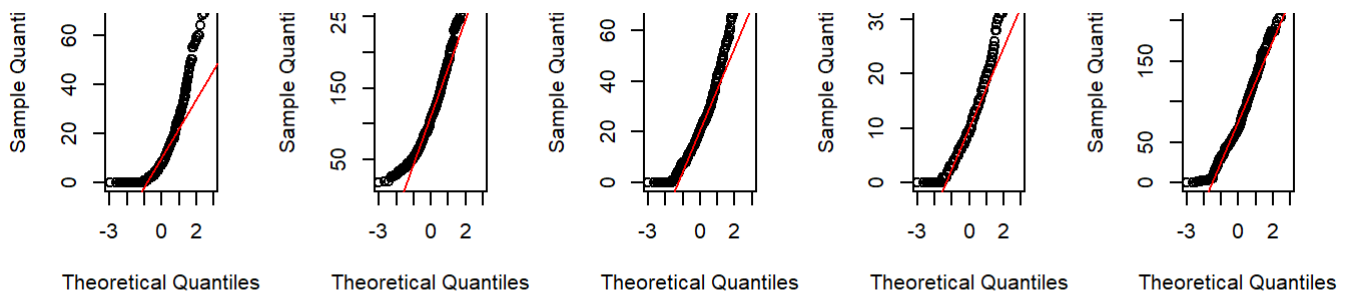 Sample Quanti
0 20 40 60
-3 0 2
Theoretical Quantiles
Sample Quanti
50 150 25
-3 0 2
Theoretical Quantiles
Sample Quanti
0 20 40 60
-3 0 2
Theoretical Quantiles
Sample Quanti
0 10 20 30
-3 0 2
Theoretical Quantiles
Sample Quanti
0 50 150
-3 0 2
Theoretical Quantiles